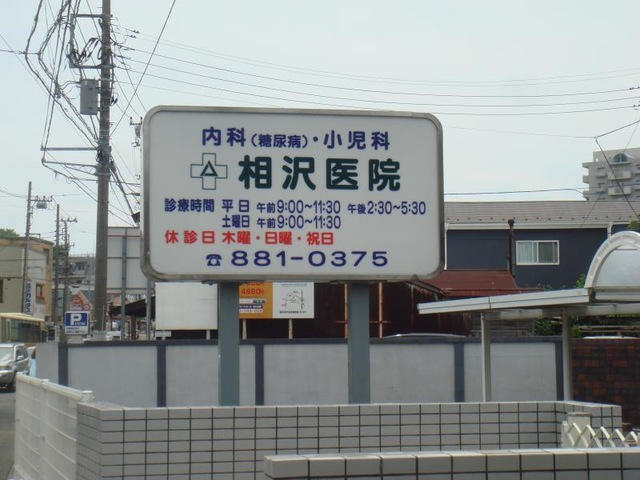 内科(糖尿病)・小児科
相沢医院
診療時間 平日 午前9:00~11:30 午後2:30~5:30
土曜日 午前9:00~11:30
休診日 木曜・日曜・祝日
☎881-0375
P